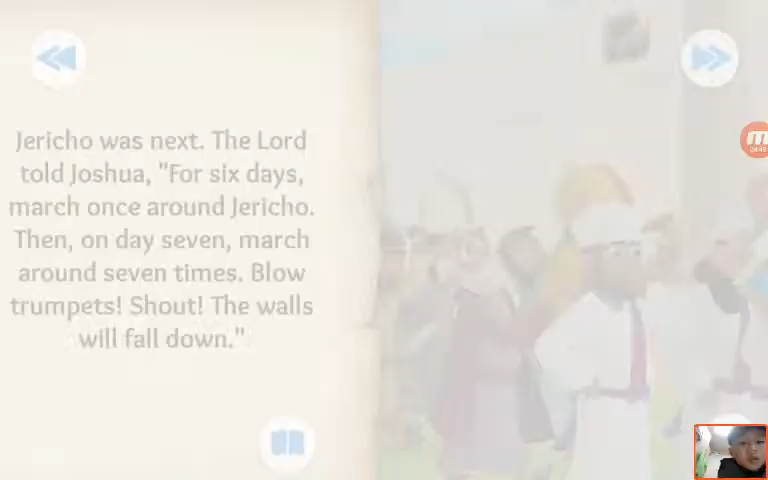 Jericho was next. The Lord
told Joshua, "For six days,
march once around Jericho.
Then, on day seven, march
around seven times. Blow
trumpets! Shout! The walls
will fall down."